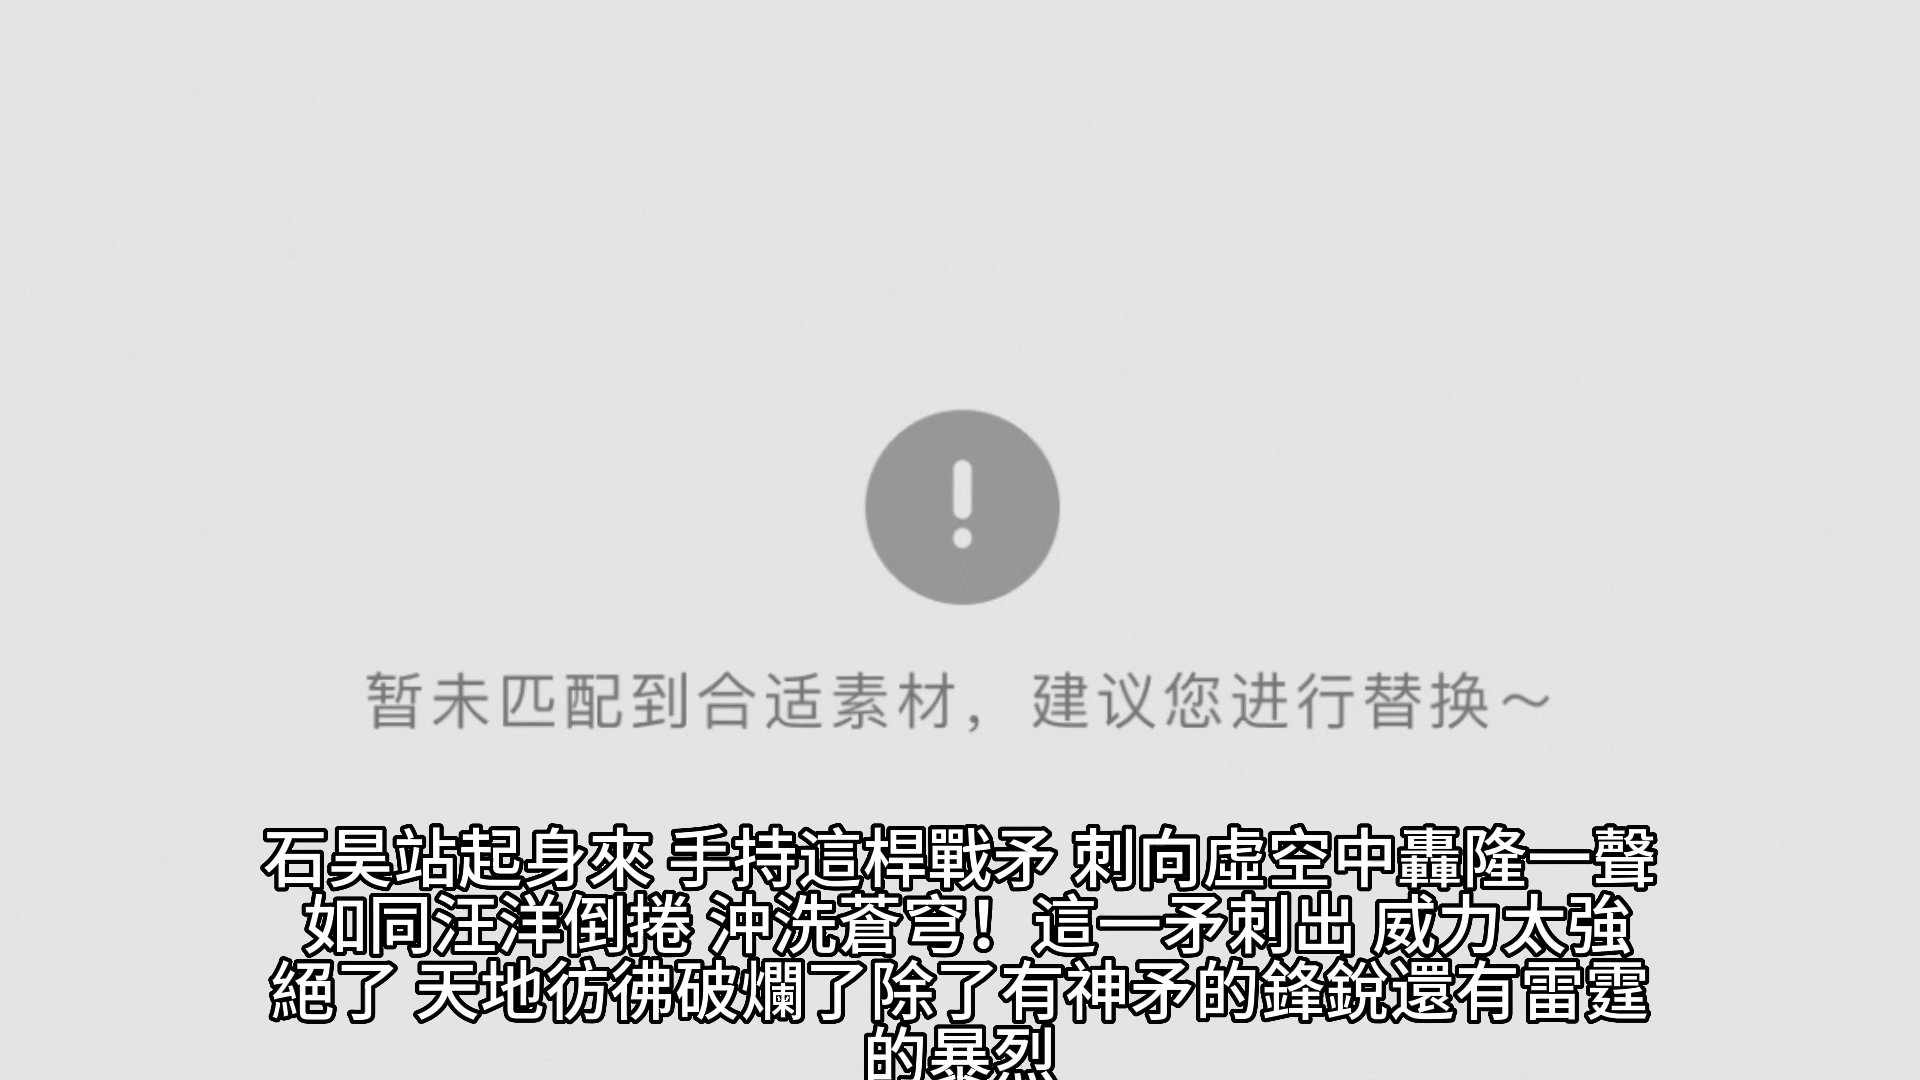 暂未匹配到合适素材，建议您进行替换～
石昊站起身來 手持這桿戰矛 刺向虛空中轟隆一聲
如同汪洋倒捲 沖洗蒼穹！這一矛刺出 威力太強
絕了 天地彷彿破爛了除了有神矛的鋒銳還有雷霆
的暴烈